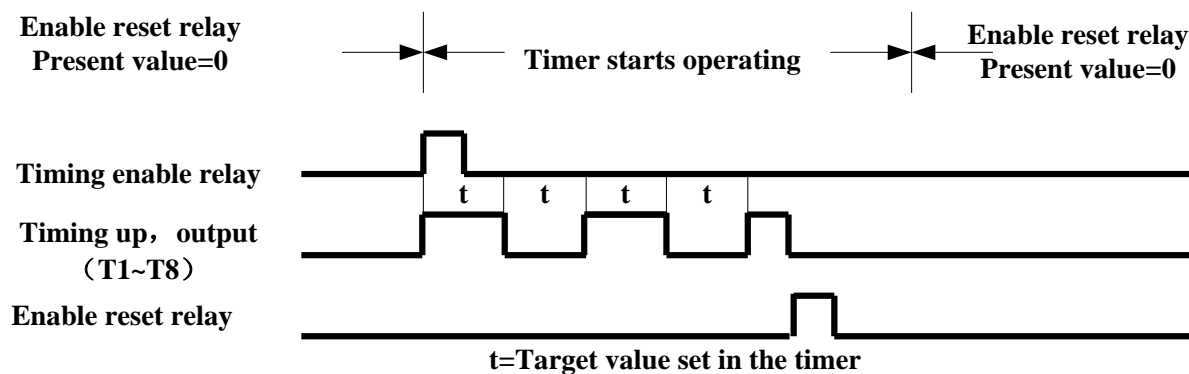 Enable reset relay
Present value=0
Timer starts operating
Enable reset relay
Present value=0
Timing enable relay
t t t t
Timing up，output
（T1~T8）
Enable reset relay
t=Target value set in the timer